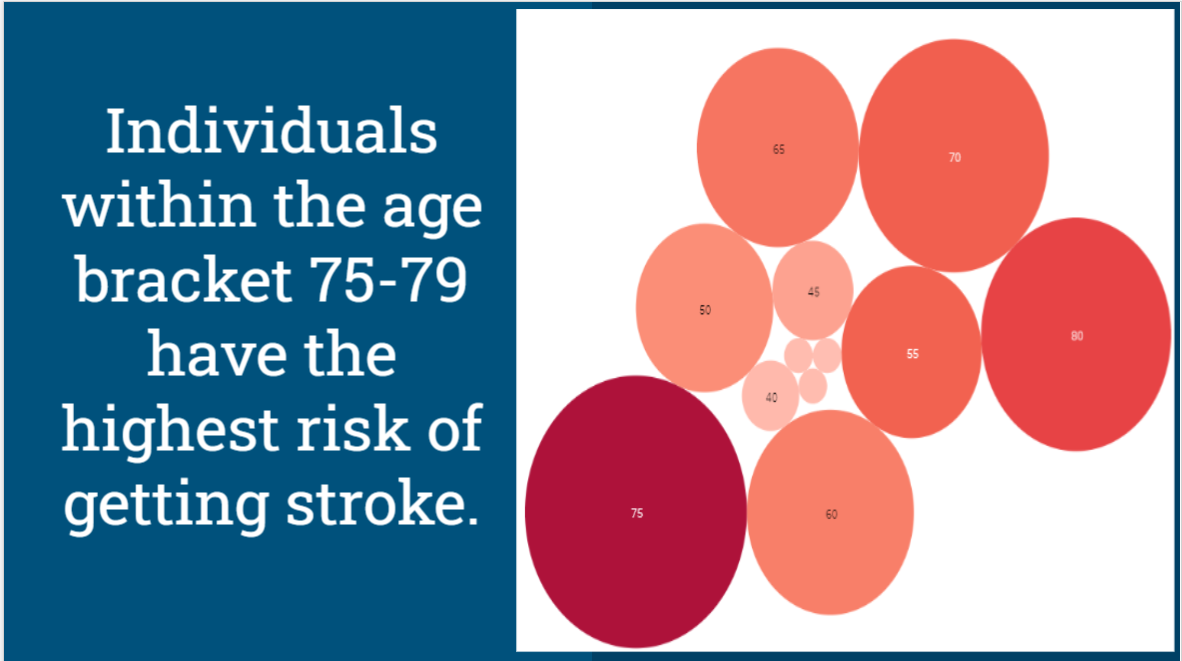 Individuals
within the age
bracket 75-79
have the
highest risk of
getting stroke.
65
70
50
45
55
80
40
75
60